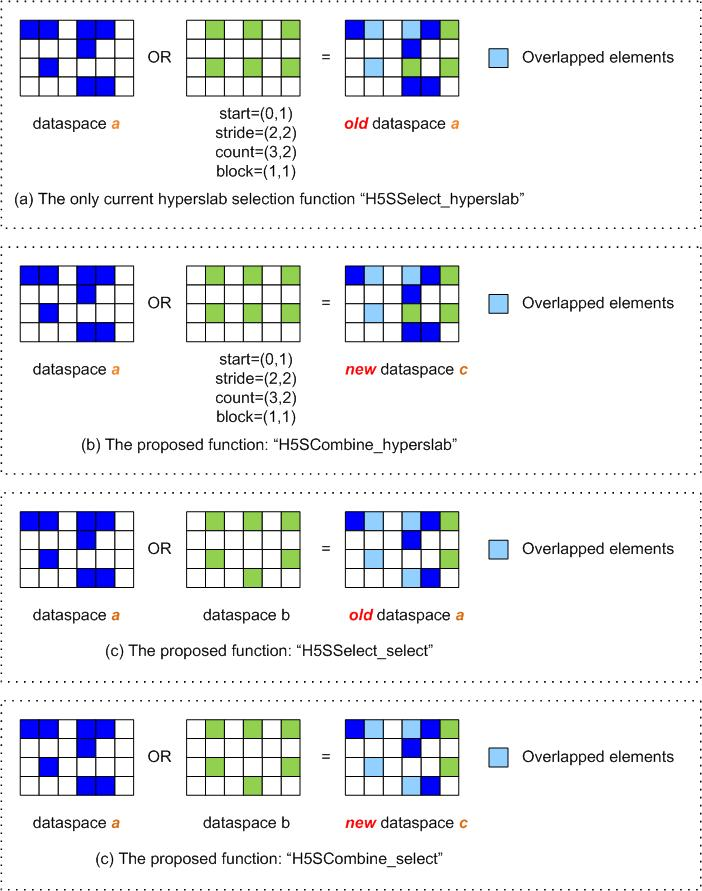 OR = Overlapped elements
dataspace a old dataspace a
start=(0,1)
stride=(2,2)
count=(3,2)
block=(1,1)
(a) The only current hyperslab selection function “H5SSelect_hyperslab”
OR = Overlapped elements
dataspace a new dataspace c
start=(0,1)
stride=(2,2)
count=(3,2)
block=(1,1)
(b) The proposed function: “H5SCombine_hyperslab”
OR = Overlapped elements
dataspace a dataspace b old dataspace a
(c) The proposed function: “H5SSelect_select”
OR = Overlapped elements
dataspace a dataspace b new dataspace c
(c) The proposed function: “H5SCombine_select”